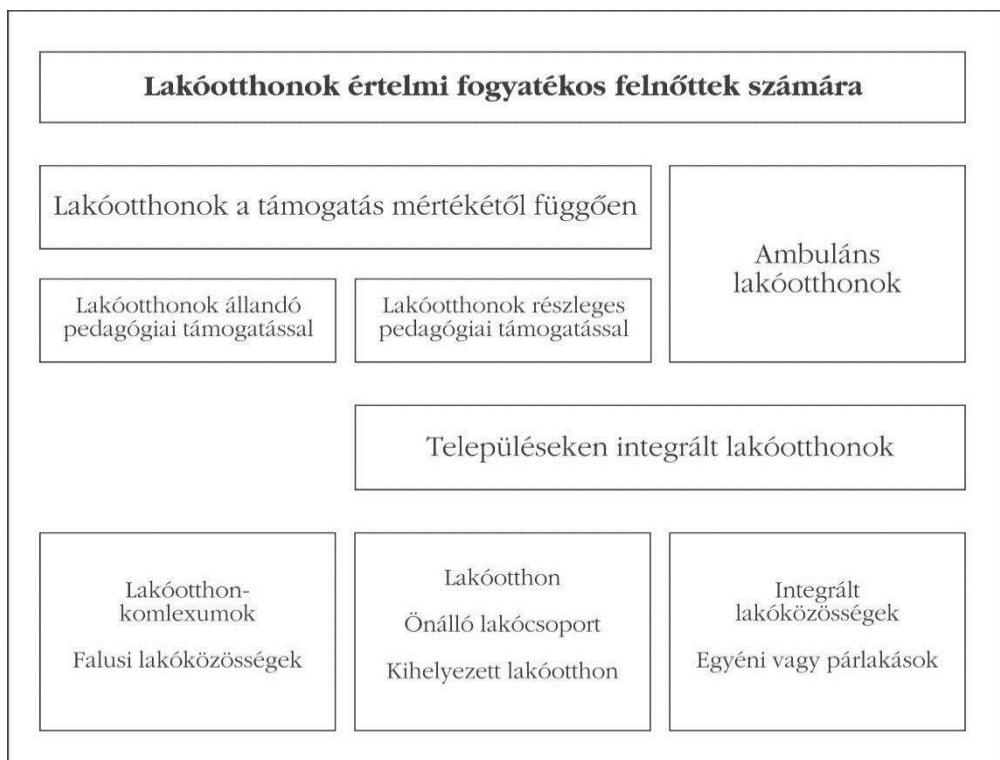 Lakóotthonok értelmi fogyatékos felnőttek számára
Lakóotthonok a támogatás mértékétől függően
Ambuláns
lakóotthonok
Lakóotthonok állandó
pedagógiai támogatással
Lakóotthonok részleges
pedagógiai támogatással
Településeken integrált lakóotthonok
Lakóotthon-
komlexumok
Falusi lakóközösségek
Lakóotthon
Önálló lakócsoport
Kihelyezett lakóotthon
Integrált
lakóközösségek
Egyéni vagy párlakások